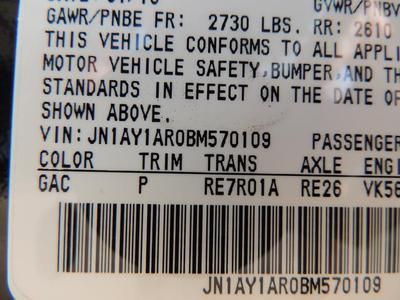 GAWR/PNBE FR: 2730 LBS. RR: 2610
THIS VEHICLE CONFORMS TO ALL APPLI
MOTOR VEHICLE SAFETY, BUMPER, AND THE
STANDARDS IN EFFECT ON THE DATE OF
SHOWN ABOVE.
VIN: JN1AY1AR0BM570109 PASSENGER
COLOR TRIM TRANS AXLE ENGI
GAC P RE7R01A RE26 VK56
JN1AY1AR0BM570109